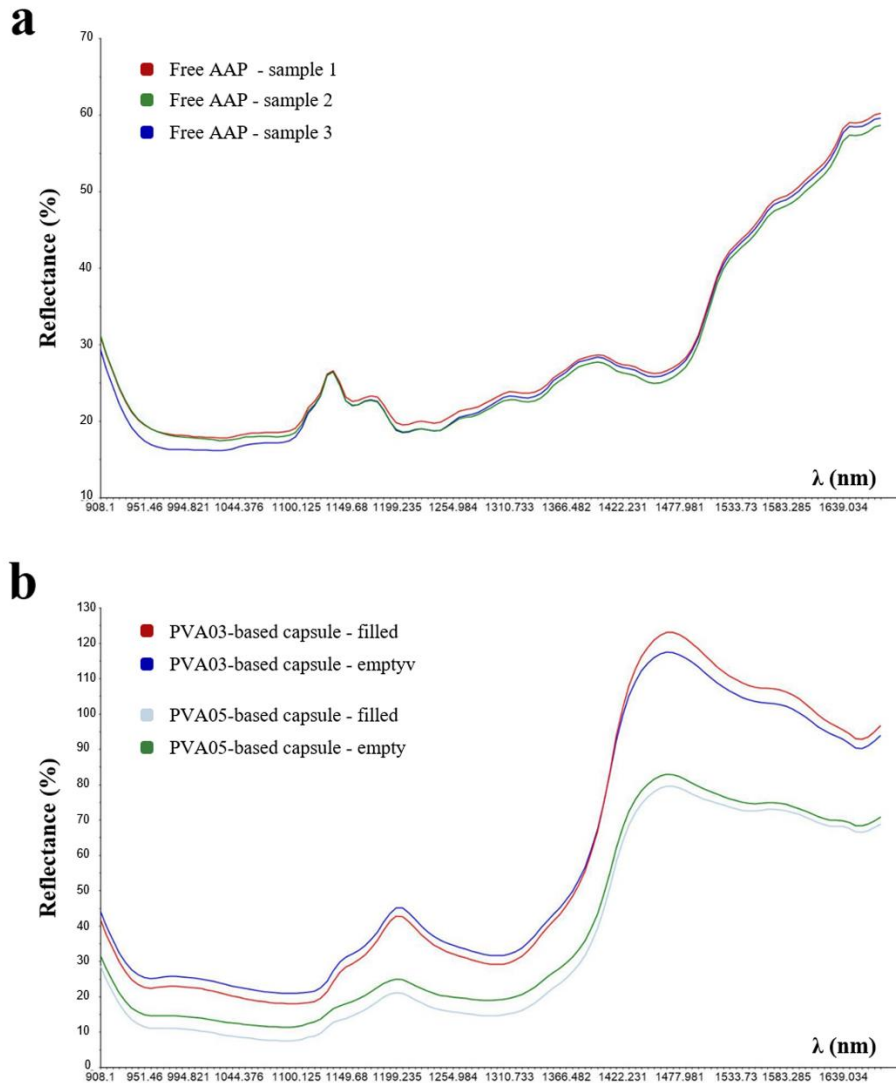 a
70
60
50
40
30
20
10
Reflectance (%)
Free AAP - sample 1
Free AAP - sample 2
Free AAP - sample 3
λ (nm)
908.1 951.46 994.821 1044.376 1100.125 1149.68 1199.235 1254.984 1310.733 1366.482 1422.231 1477.981 1533.73 1583.285 1639.034
b
130
120
110
100
90
80
70
60
50
40
30
20
10
0
Reflectance (%)
PVA03-based capsule - filled
PVA03-based capsule - emptyv
PVA05-based capsule - filled
PVA05-based capsule - empty
λ (nm)
908.1 951.46 994.821 1044.376 1100.125 1149.68 1199.235 1254.984 1310.733 1366.482 1422.231 1477.981 1533.73 1583.285 1639.034